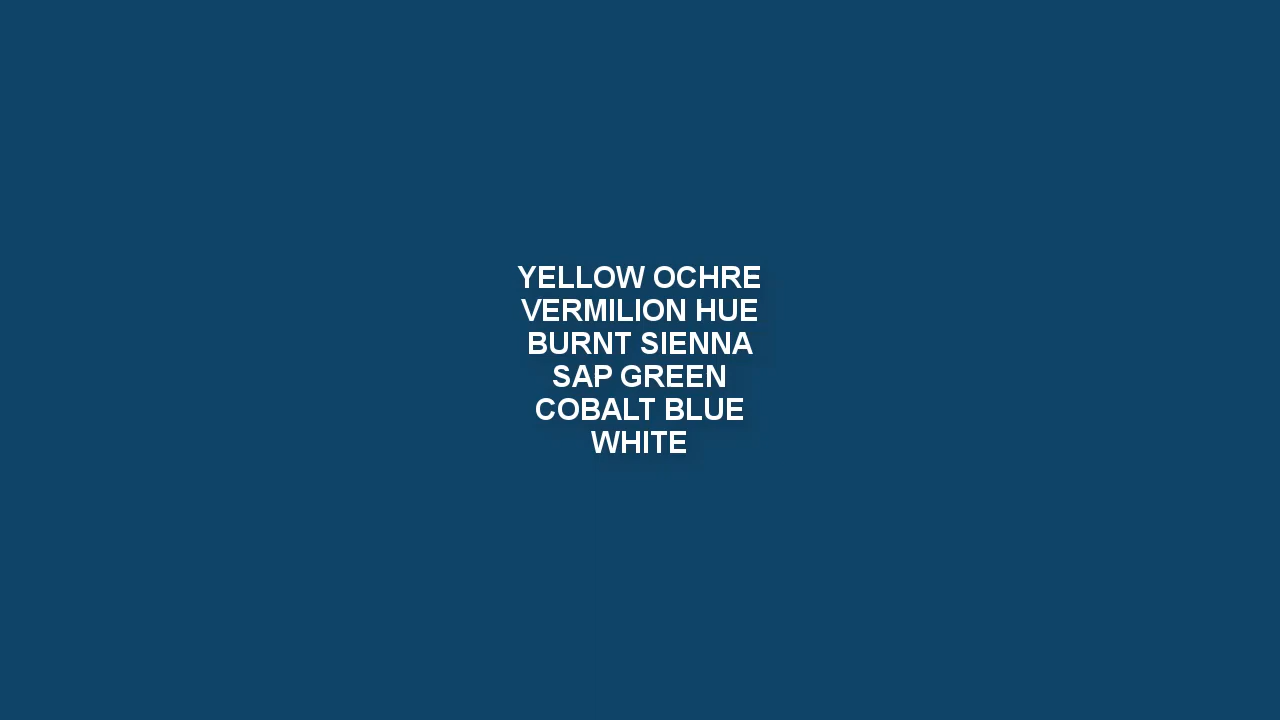 YELLOW OCHRE
VERMILION HUE
BURNT SIENNA
SAP GREEN
COBALT BLUE
WHITE